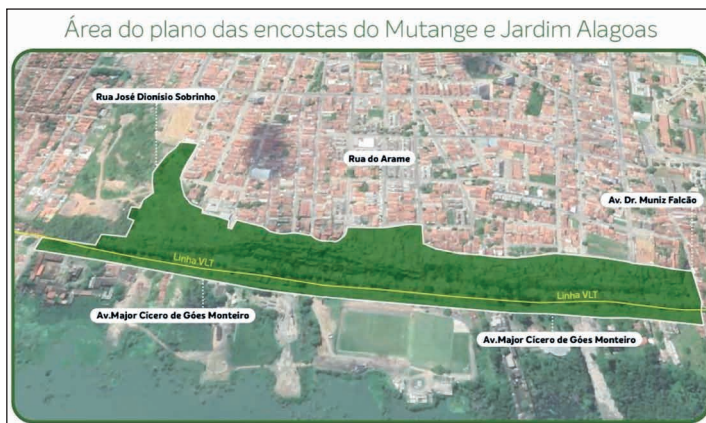 Área do plano das encostas do Mutange e Jardim Alagoas
Rua José Dionísio Sobrinho
Rua do Arame
Av. Dr. Muniz Falcão
Linha VLT
Linha VLT
Av.Major Cícero de Góes Monteiro
Av.Major Cícero de Góes Monteiro